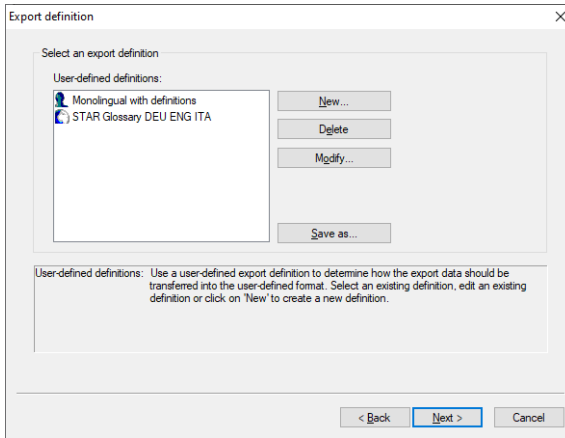 Export definition
Select an export definition
User-defined definitions:
Monolingual with definitions
STAR Glossary DEU ENG ITA
New...
Delete
Modify...
Save as...
User-defined definitions: Use a user-defined export definition to determine how the export data should be
transferred into the user-defined format. Select an existing definition, edit an existing
definition or click on 'New' to create a new definition.
< Back
Next >
Cancel